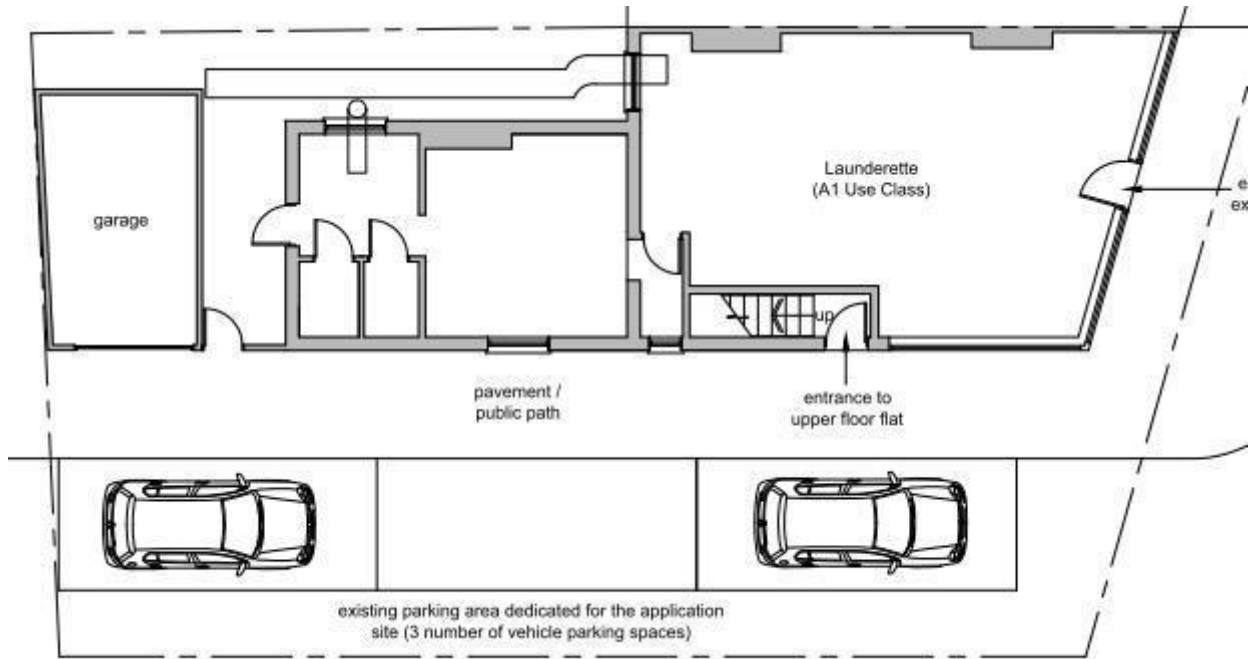 Launderette
(A1 Use Class)
garage
up
pavement /
public path
entrance to
upper floor flat
existing parking area dedicated for the application
site (3 number of vehicle parking spaces)